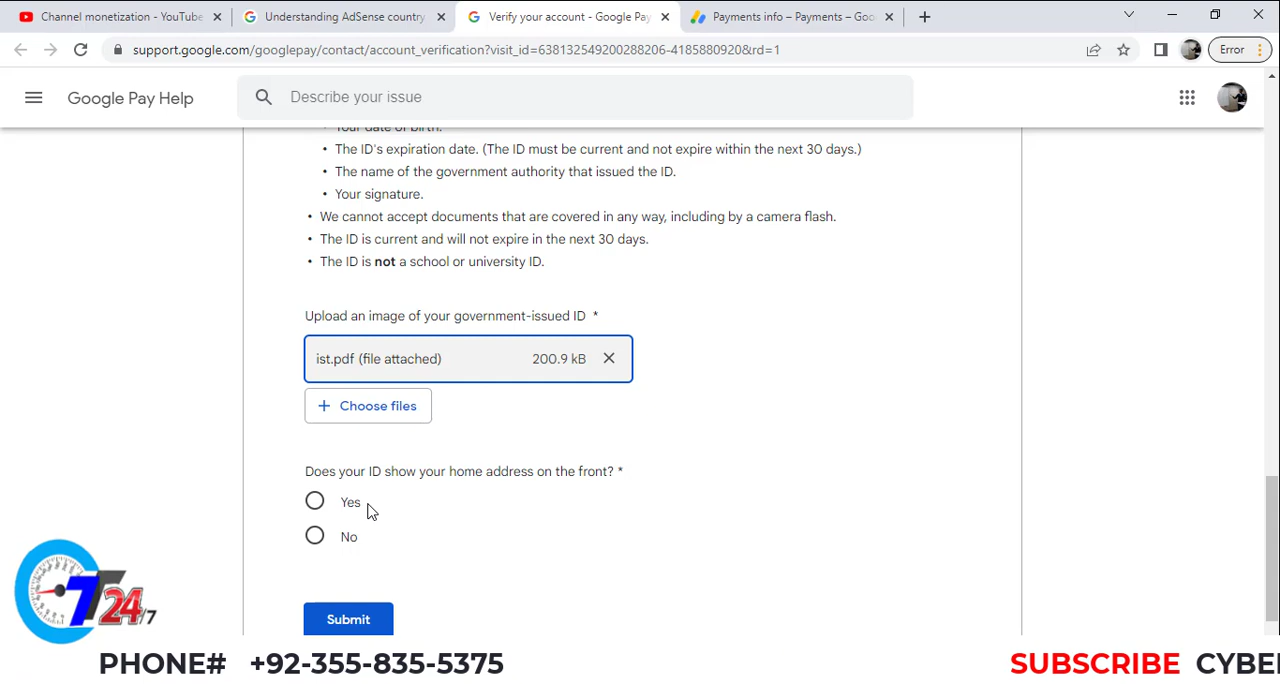 Channel monetization - YouTube
Understanding AdSense country
Verify your account - Google Pay
Payments info – Payments – Goo
support.google.com/googlepay/contact/account_verification?visit_id=638132549200288206-4185880920&rd=1
Error
Google Pay Help
Describe your issue
• Your date of birth.
• The ID's expiration date. (The ID must be current and not expire within the next 30 days.)
• The name of the government authority that issued the ID.
• Your signature.
• We cannot accept documents that are covered in any way, including by a camera flash.
• The ID is current and will not expire in the next 30 days.
• The ID is not a school or university ID.
Upload an image of your government-issued ID *
ist.pdf (file attached) 200.9 kB
+ Choose files
Does your ID show your home address on the front? *
Yes
No
Submit
T24/7
PHONE# +92-355-835-5375
SUBSCRIBE CYBE